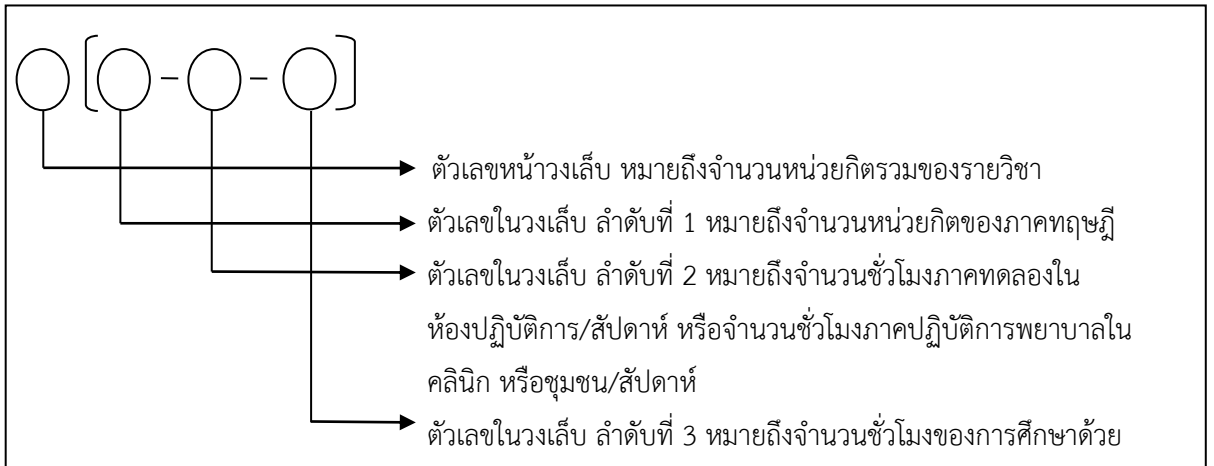 ตัวเลขหน้าวงเล็บ หมายถึงจำนวนหน่วยกิตรวมของรายวิชา
ตัวเลขในวงเล็บ ลำดับที่ 1 หมายถึงจำนวนหน่วยกิตของภาคทฤษฎี
ตัวเลขในวงเล็บ ลำดับที่ 2 หมายถึงจำนวนชั่วโมงภาคทดลองใน
ห้องปฏิบัติการ/สัปดาห์ หรือจำนวนชั่วโมงภาคปฏิบัติการพยาบาลใน
คลินิก หรือชุมชน/สัปดาห์
ตัวเลขในวงเล็บ ลำดับที่ 3 หมายถึงจำนวนชั่วโมงของการศึกษาด้วย